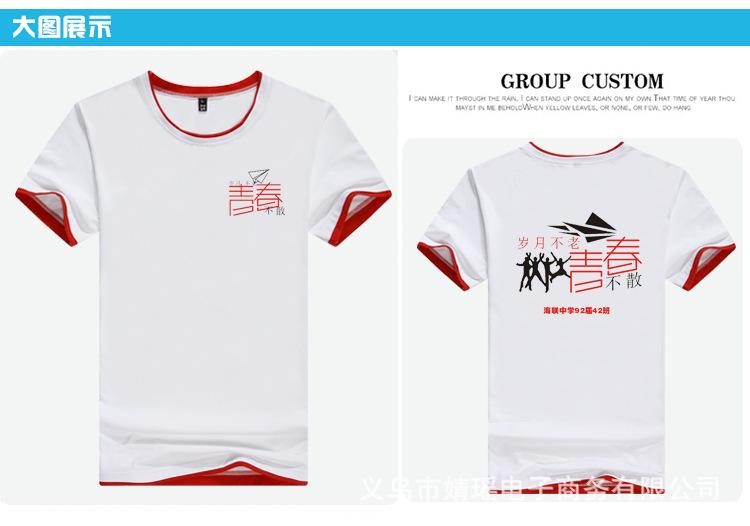 大图展示
GROUP CUSTOM
I CAN MAKE IT THROUGH THE RAIN. I CAN STAND UP ONCE AGAIN ON MY OWN.THAT TIME OF YEAR THOU
MAYST IN ME BEHOLDWHEN YELLOW LEAVES, OR NONE, OR FEW, DO HANG
青春
不散
岁月不老
青春
不散
海联中学92届42班
义乌市婧瑶电子商务有限公司